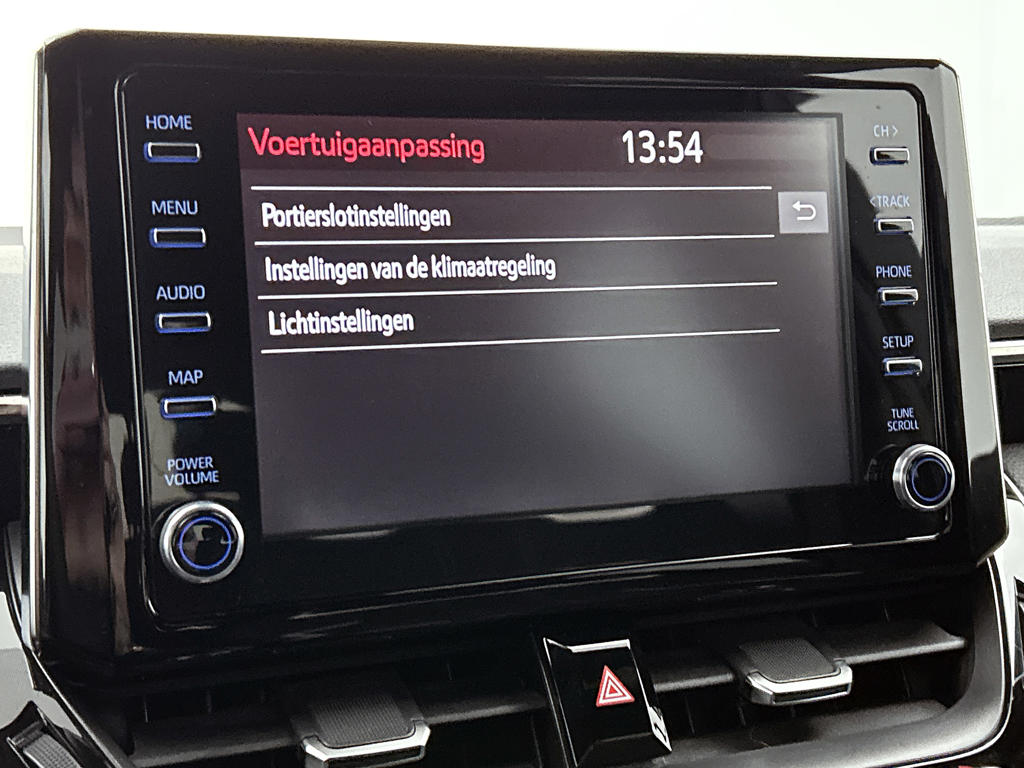 HOME
MENU
AUDIO
MAP
POWER
VOLUME
Voertuigaanpassing
13:54
Portierslotinstellingen
Instellingen van de klimaatregeling
Lichtinstellingen
CH >
< TRACK
PHONE
SETUP
TUNE
SCROLL